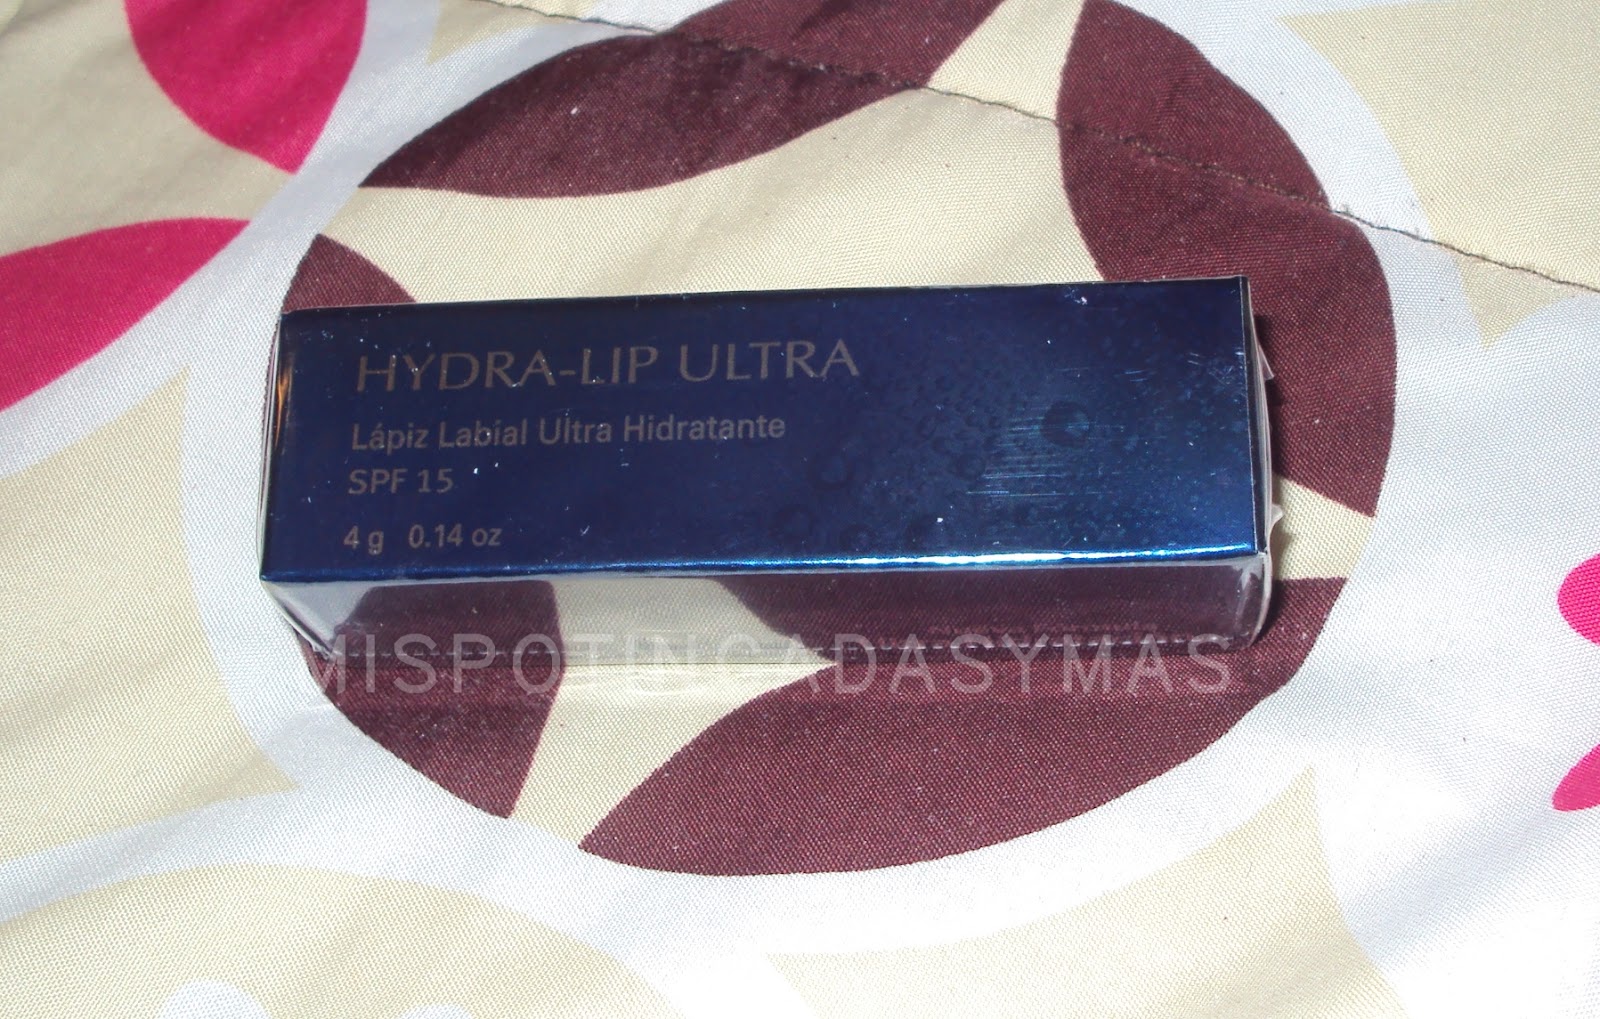 HYDRA-LIP ULTRA
Lápiz Labial Ultra Hidratante
SPF 15
4 g 0.14 oz
MISPOTINGADASYMAS